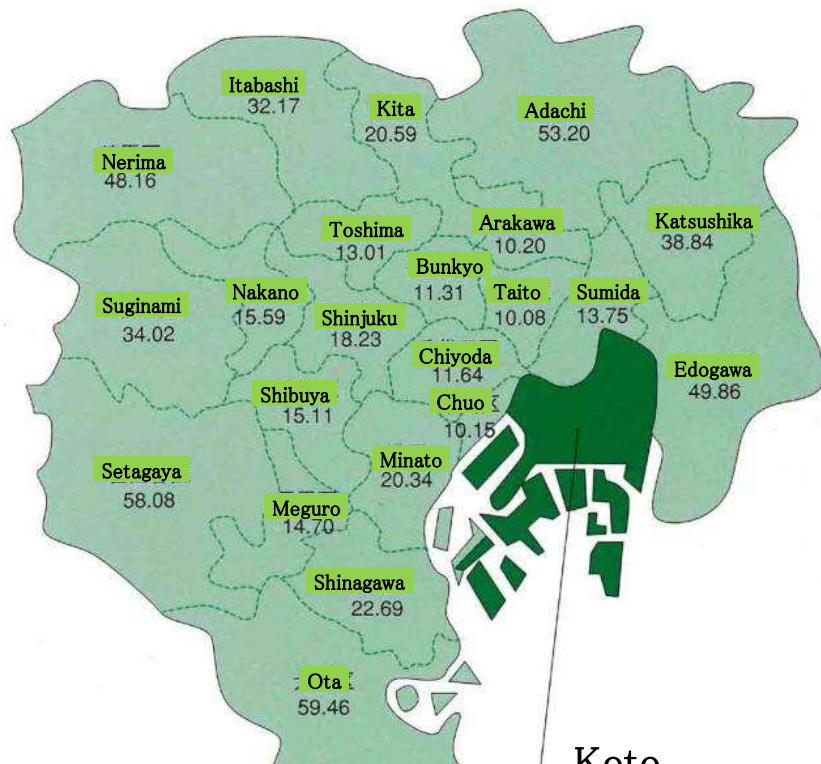 Itabashi
32.17
Kita
20.59
Adachi
53.20
Nerima
48.16
Toshima
13.01
Arakawa
10.20
Katsushika
38.84
Bunkyo
11.31
Suginami
34.02
Nakano
15.59
Shinjuku
18.23
Taito
10.08
Sumida
13.75
Chiyoda
11.64
Edogawa
49.86
Shibuya
15.11
Chuo
10.15
Setagaya
58.08
Minato
20.34
Meguro
14.70
Shinagawa
22.69
Ota
59.46
Koto